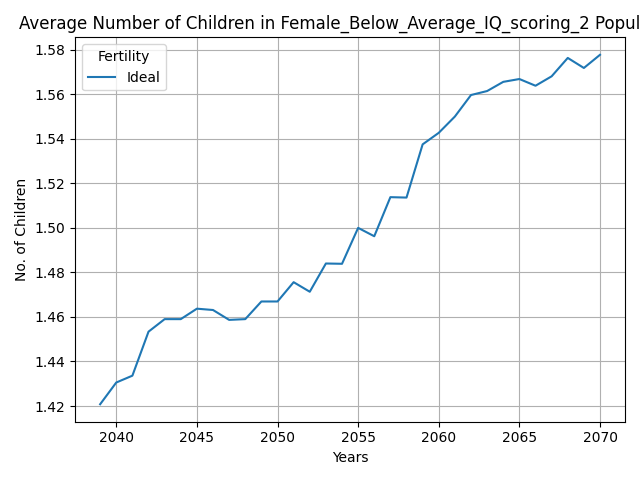 Average Number of Children in Female_Below_Average_IQ_scoring_2 Popul
1.58
Fertility
Ideal
1.56
1.54
1.52
1.50
1.48
1.46
1.44
1.42
No. of Children
2040 2045 2050 2055 2060 2065 2070
Years